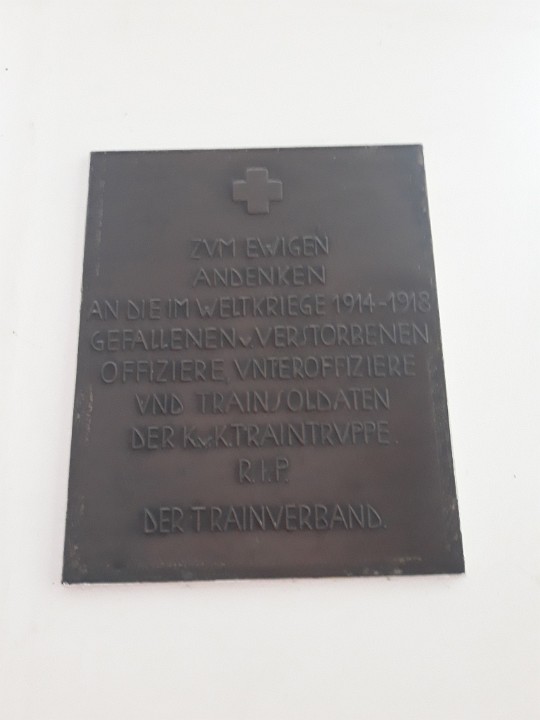 ZVM EWIGEN
ANDENKEN
AN DIE IM WELTKRIEGE 1914-1918
GEFALLENEN V. VERSTORBENEN
OFFIZIERE, VNTEROFFIZIERE
VND TRAINSOLDATEN
DER K.V.K. TRAINTRVPPE.
R.I.P.
DER TRAINVERBAND.